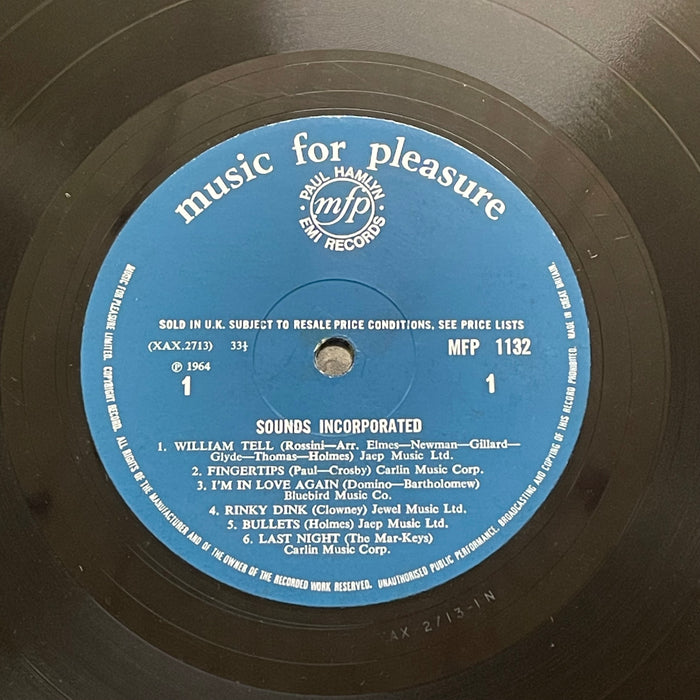 music for pleasure
PAUL HAMLYN
mfp
EMI RECORDS
SOLD IN U.K. SUBJECT TO RESALE PRICE CONDITIONS, SEE PRICE LISTS
(XAX.2713) 33⅓
MFP 1132
Ⓟ 1964
1
1
SOUNDS INCORPORATED
1. WILLIAM TELL (Rossini—Arr. Elmes—Newman—Gillard—
Glyde—Thomas—Holmes) Jaep Music Ltd.
2. FINGERTIPS (Paul—Crosby) Carlin Music Corp.
3. I'M IN LOVE AGAIN (Domino—Bartholomew)
Bluebird Music Co.
4. RINKY DINK (Clowney) Jewel Music Ltd.
5. BULLETS (Holmes) Jaep Music Ltd.
6. LAST NIGHT (The Mar-Keys)
Carlin Music Corp.
MUSIC FOR PLEASURE LIMITED. COPYRIGHT RECORD. ALL RIGHTS OF THE MANUFACTURER AND OF THE OWNER OF THE RECORDED WORK RESERVED. UNAUTHORISED PUBLIC PERFORMANCE, BROADCASTING AND COPYING OF THIS RECORD PROHIBITED. MADE IN GREAT BRITAIN.
AX 2713-1N